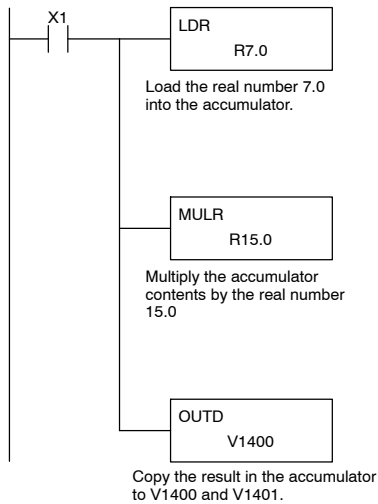 X1
LDR
R7.0
Load the real number 7.0
into the accumulator.
MULR
R15.0
Multiply the accumulator
contents by the real number
15.0
OUTD
V1400
Copy the result in the accumulator
to V1400 and V1401.